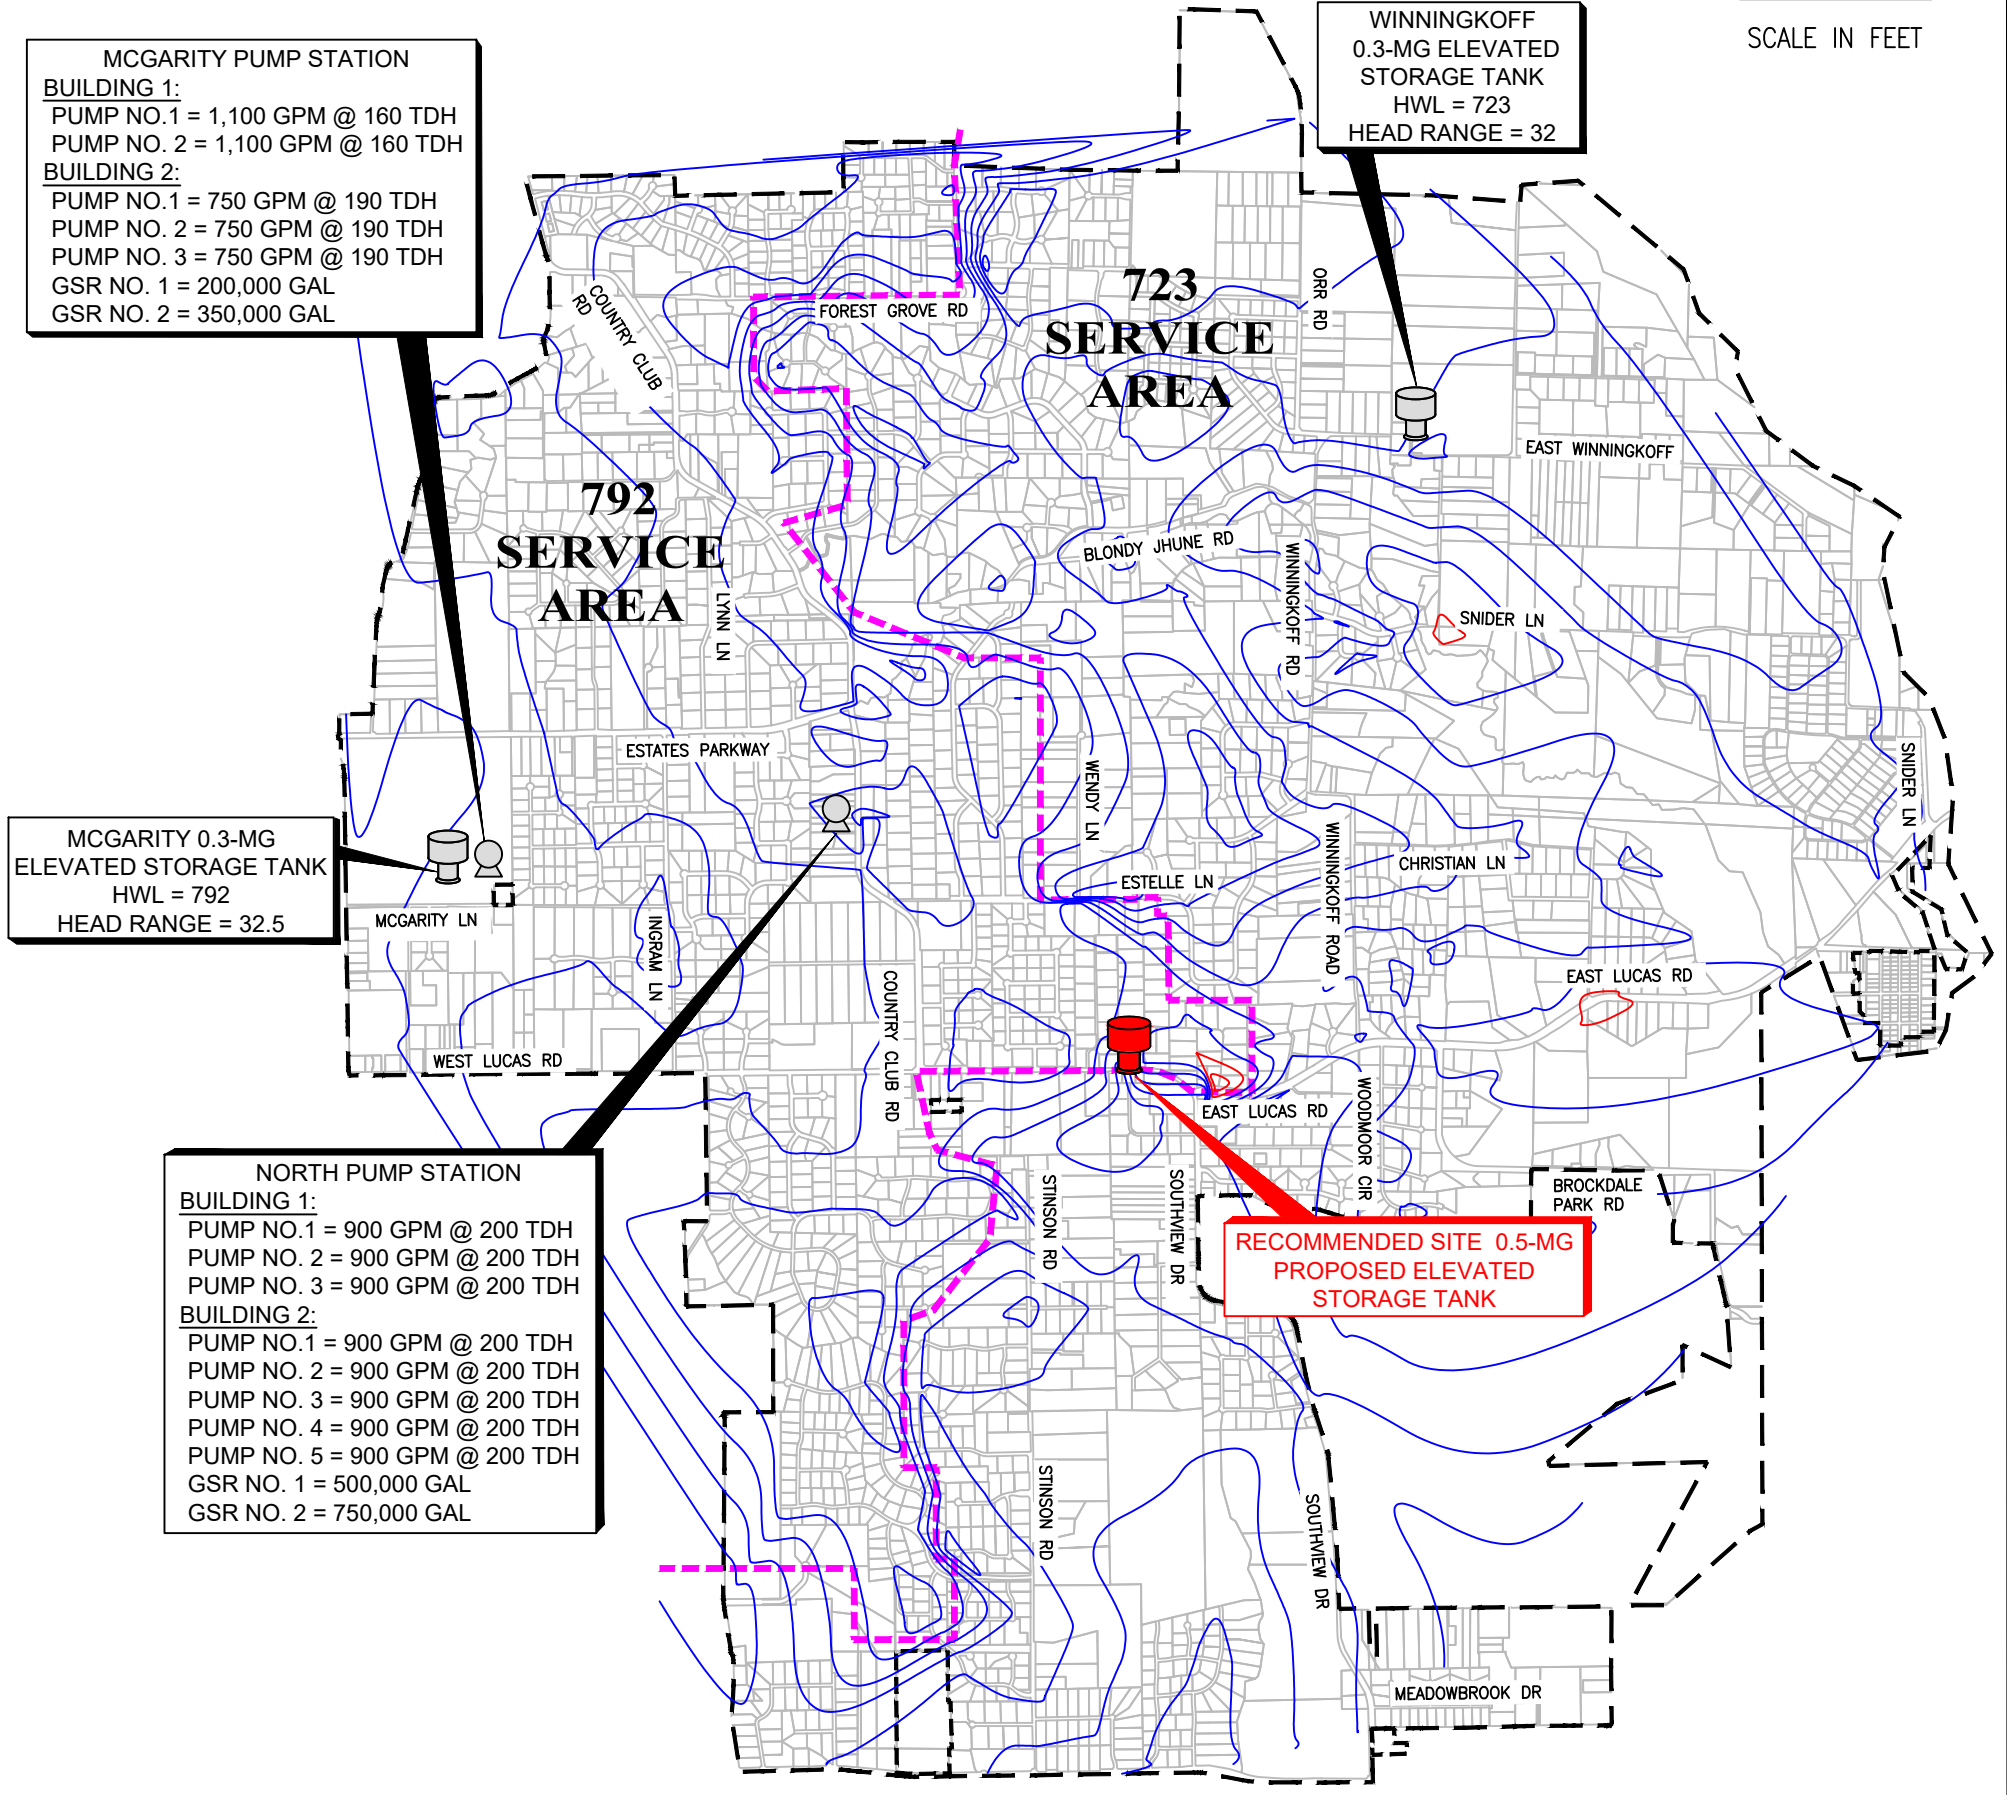 SCALE IN FEET
WINNINGKOFF
0.3-MG ELEVATED
STORAGE TANK
HWL = 723
HEAD RANGE = 32
MCGARITY PUMP STATION
BUILDING 1:
PUMP NO.1 = 1,100 GPM @ 160 TDH
PUMP NO. 2 = 1,100 GPM @ 160 TDH
BUILDING 2:
PUMP NO.1 = 750 GPM @ 190 TDH
PUMP NO. 2 = 750 GPM @ 190 TDH
PUMP NO. 3 = 750 GPM @ 190 TDH
GSR NO. 1 = 200,000 GAL
GSR NO. 2 = 350,000 GAL
723
SERVICE
AREA
ORR RD
COUNTRY CLUB
RD
FOREST GROVE RD
EAST WINNINGKOFF
792
SERVICE
AREA
BLONDY JHUNE RD
WINNINGKOFF RD
LYNN LN
SNIDER LN
ESTATES PARKWAY
WENDY LN
SNIDER LN
MCGARITY 0.3-MG
ELEVATED STORAGE TANK
HWL = 792
HEAD RANGE = 32.5
WINNINGKOFF ROAD
CHRISTIAN LN
ESTELLE LN
MCGARITY LN
INGRAM LN
COUNTRY CLUB RD
EAST LUCAS RD
WEST LUCAS RD
EAST LUCAS RD
WOODMOOR CIR
STINSON RD
SOUTHVIEW DR
BROCKDALE
PARK RD
NORTH PUMP STATION
BUILDING 1:
PUMP NO.1 = 900 GPM @ 200 TDH
PUMP NO. 2 = 900 GPM @ 200 TDH
PUMP NO. 3 = 900 GPM @ 200 TDH
BUILDING 2:
PUMP NO.1 = 900 GPM @ 200 TDH
PUMP NO. 2 = 900 GPM @ 200 TDH
PUMP NO. 3 = 900 GPM @ 200 TDH
PUMP NO. 4 = 900 GPM @ 200 TDH
PUMP NO. 5 = 900 GPM @ 200 TDH
GSR NO. 1 = 500,000 GAL
GSR NO. 2 = 750,000 GAL
RECOMMENDED SITE 0.5-MG
PROPOSED ELEVATED
STORAGE TANK
STINSON RD
SOUTHVIEW DR
MEADOWBROOK DR